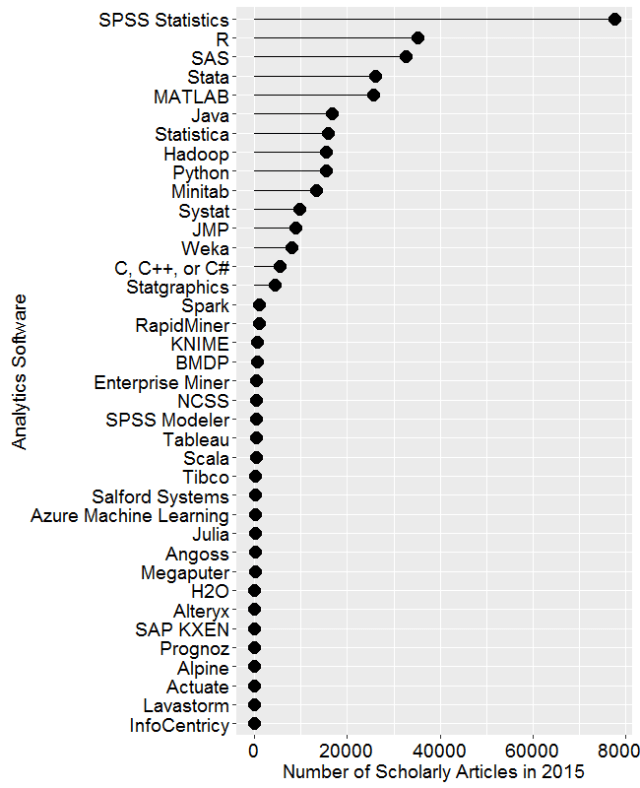 SPSS Statistics
R
SAS
Stata
MATLAB
Java
Statistica
Hadoop
Python
Minitab
Systat
JMP
Weka
C, C++, or C#
Statgraphics
Spark
RapidMiner
KNIME
BMDP
Enterprise Miner
NCSS
SPSS Modeler
Tableau
Scala
Tibco
Salford Systems
Azure Machine Learning
Julia
Angoss
Megaputer
H2O
Alteryx
SAP KXEN
Prognoz
Alpine
Actuate
Lavastorm
InfoCentricy
Analytics Software
0 20000 40000 60000 80000
Number of Scholarly Articles in 2015